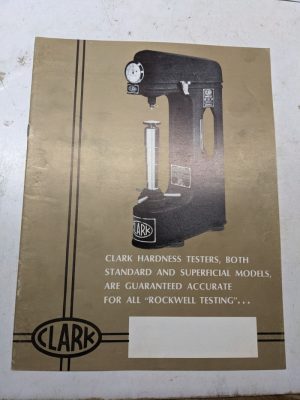 CLARK
CLARK HARDNESS TESTERS, BOTH
STANDARD AND SUPERFICIAL MODELS,
ARE GUARANTEED ACCURATE
FOR ALL "ROCKWELL TESTING"...
CLARK